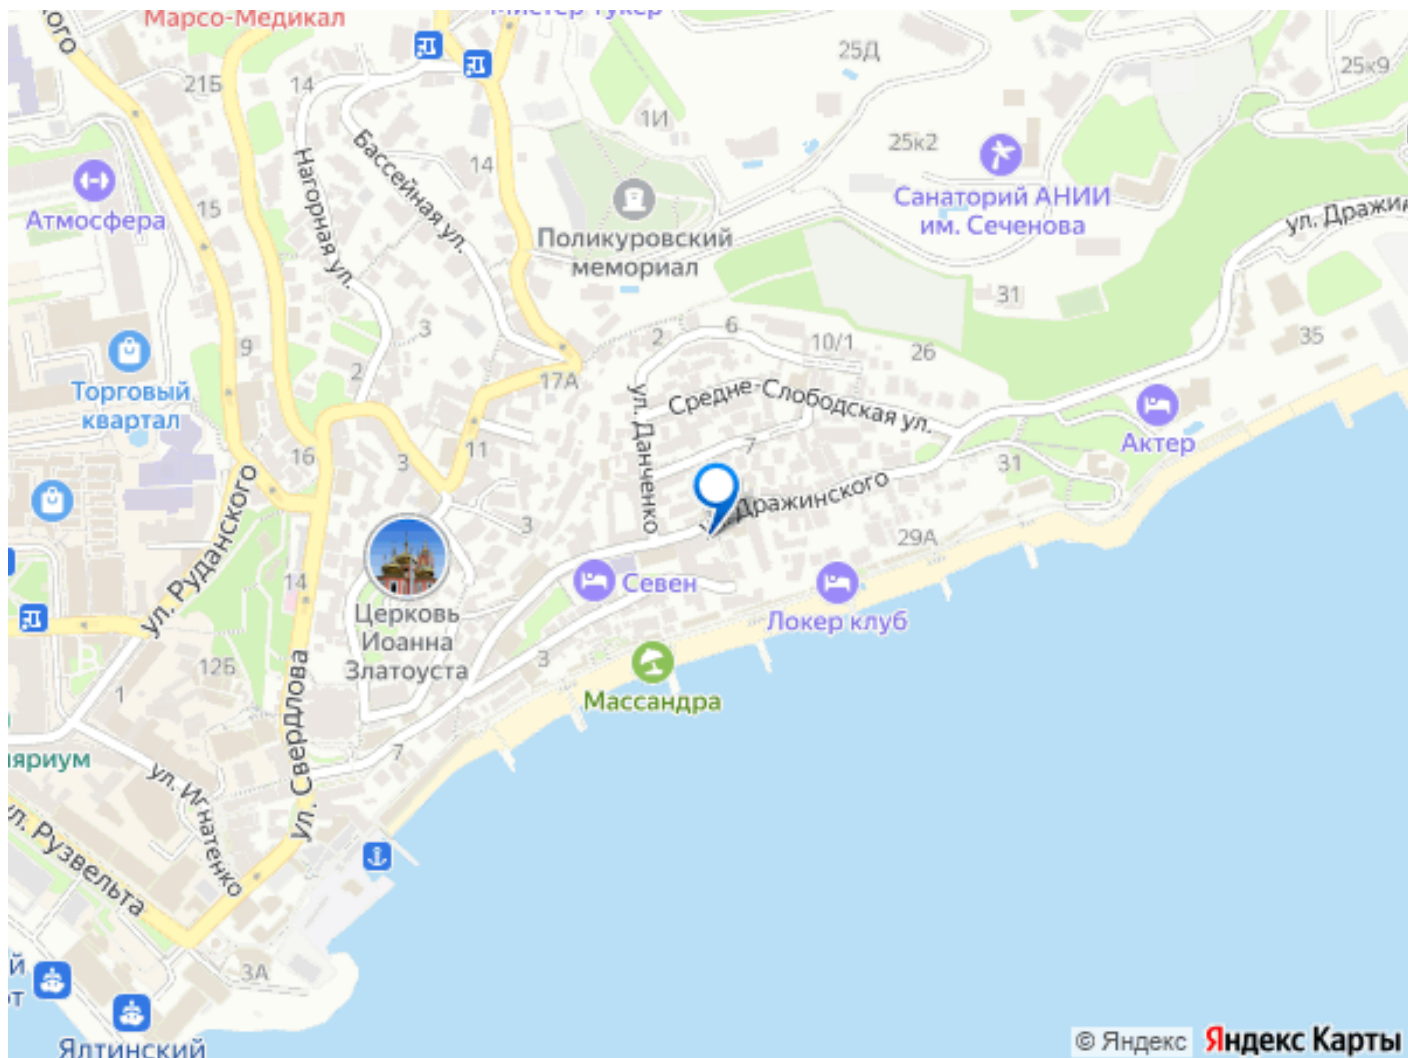 Марсо-Медикал
Мистер Тукер
21Б
14
25Д
25к9
1И
14
25к2
Бассейная ул.
Нагорная ул.
Санаторий АНИИ
им. Сеченова
Атмосфера
15
Поликуровский
мемориал
31
35
3
2
6
10/1
26
9
2
17А
Торговый
квартал
Средне-Слободская ул.
ул. Данченко
Актер
16
3
11
7
31
Дражинского
ул. Руданского
3
29А
14
Севен
Локер клуб
Церковь
Иоанна
Златоуста
12Б
3
1
Массандра
ул. Свердлова
7
ул. Игнатенко
ул. Рузвельта
3А
Ялтинский
© Яндекс
Яндекс Карты